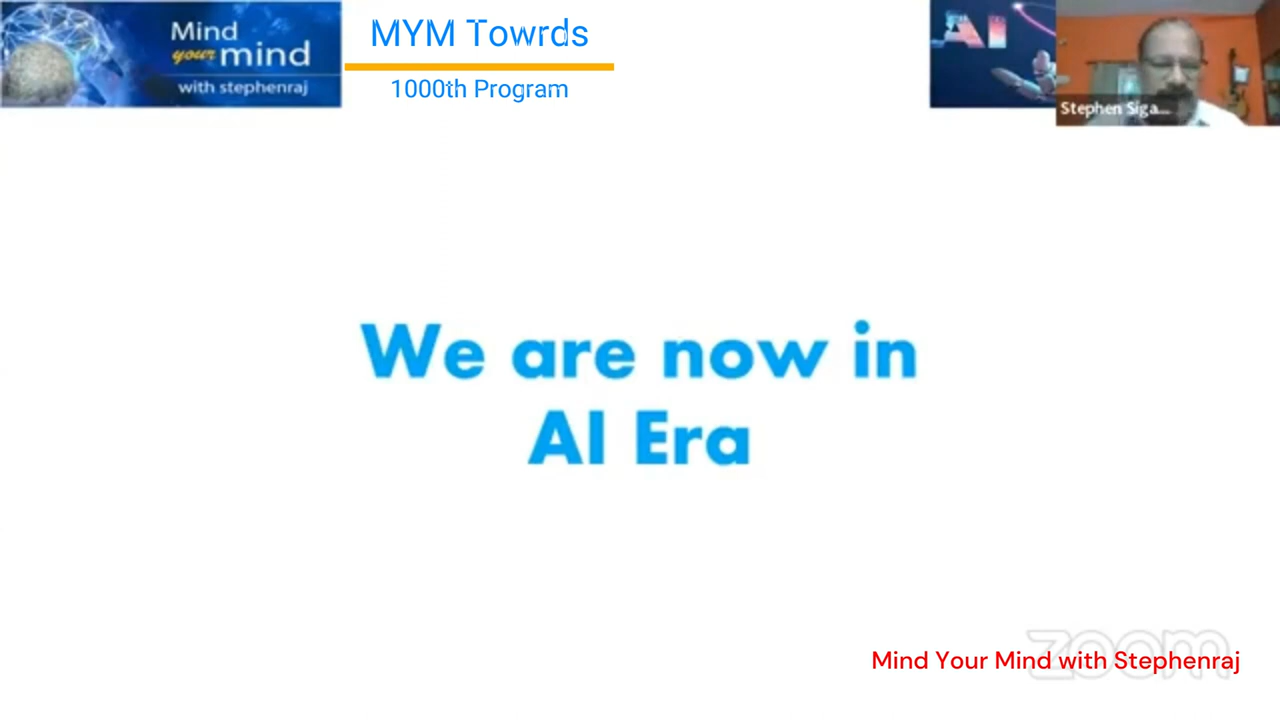 Mind
your mind
with stephenraj
MYM Towrds
1000th Program
AI
Stephen Siga...
We are now in
AI Era
zoom
Mind Your Mind with Stephenraj